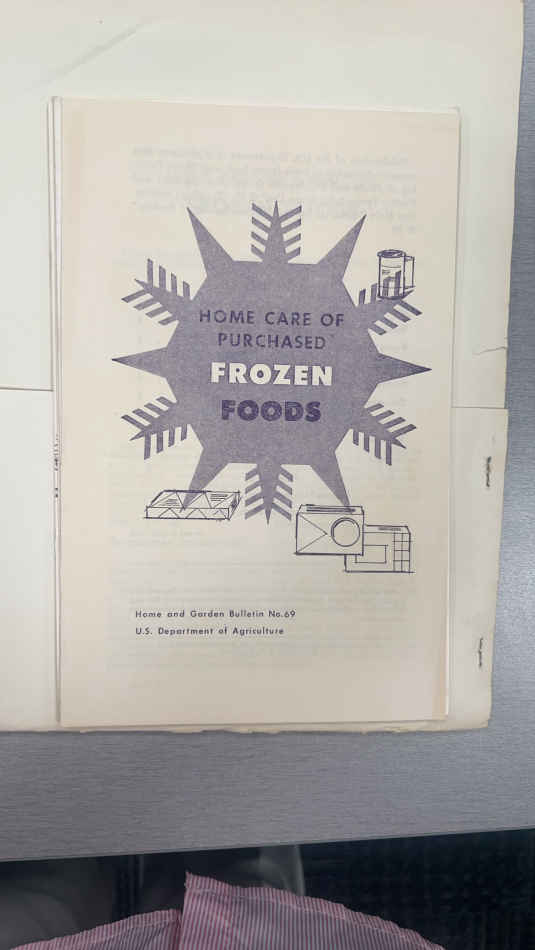 HOME CARE OF
PURCHASED
FROZEN
FOODS
Home and Garden Bulletin No.69
U.S. Department of Agriculture